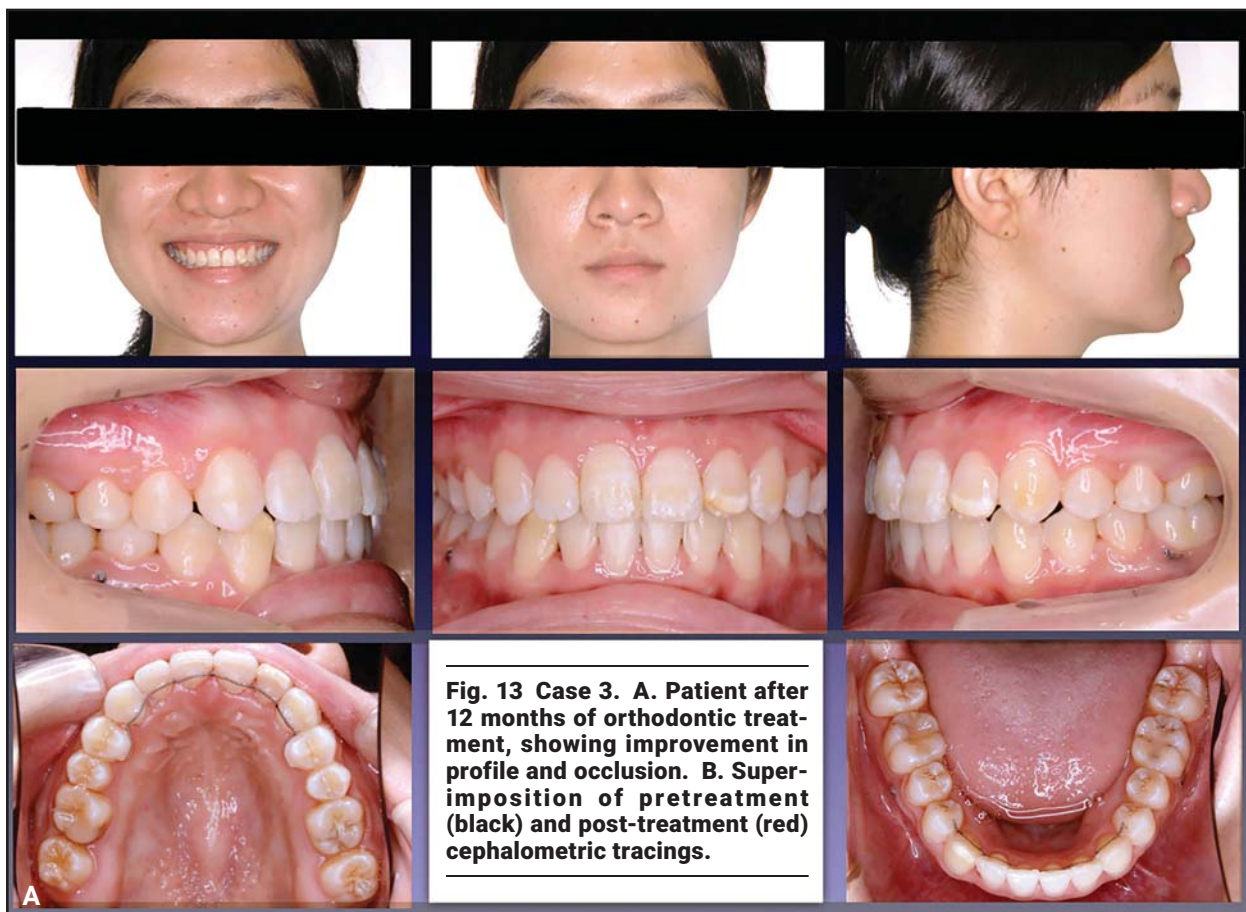 Fig. 13 Case 3. A. Patient after
12 months of orthodontic treat-
ment, showing improvement in
profile and occlusion. B. Super-
imposition of pretreatment
(black) and post-treatment (red)
cephalometric tracings.
A